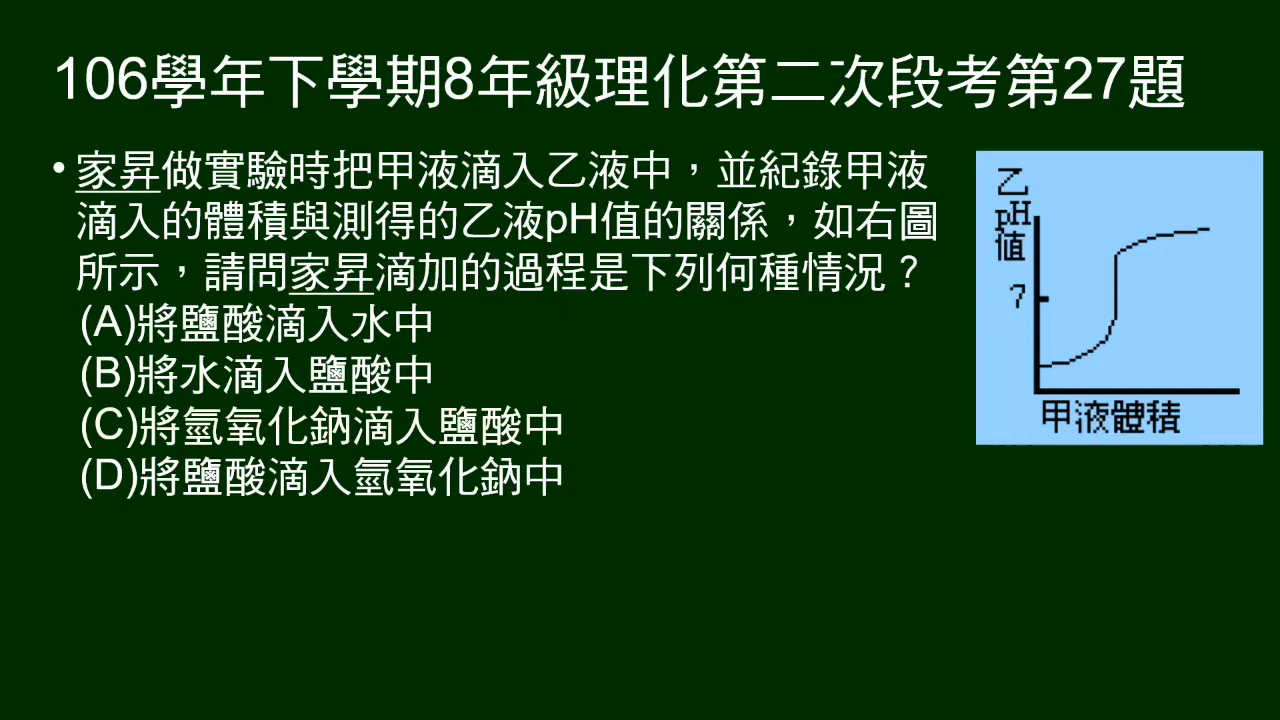 106學年下學期8年級理化第二次段考第27題
• 家昇做實驗時把甲液滴入乙液中，並紀錄甲液
滴入的體積與測得的乙液pH值的關係，如右圖
所示，請問家昇滴加的過程是下列何種情況？
(A)將鹽酸滴入水中
(B)將水滴入鹽酸中
(C)將氫氧化鈉滴入鹽酸中
(D)將鹽酸滴入氫氧化鈉中
乙
pH
值
7
甲液體積